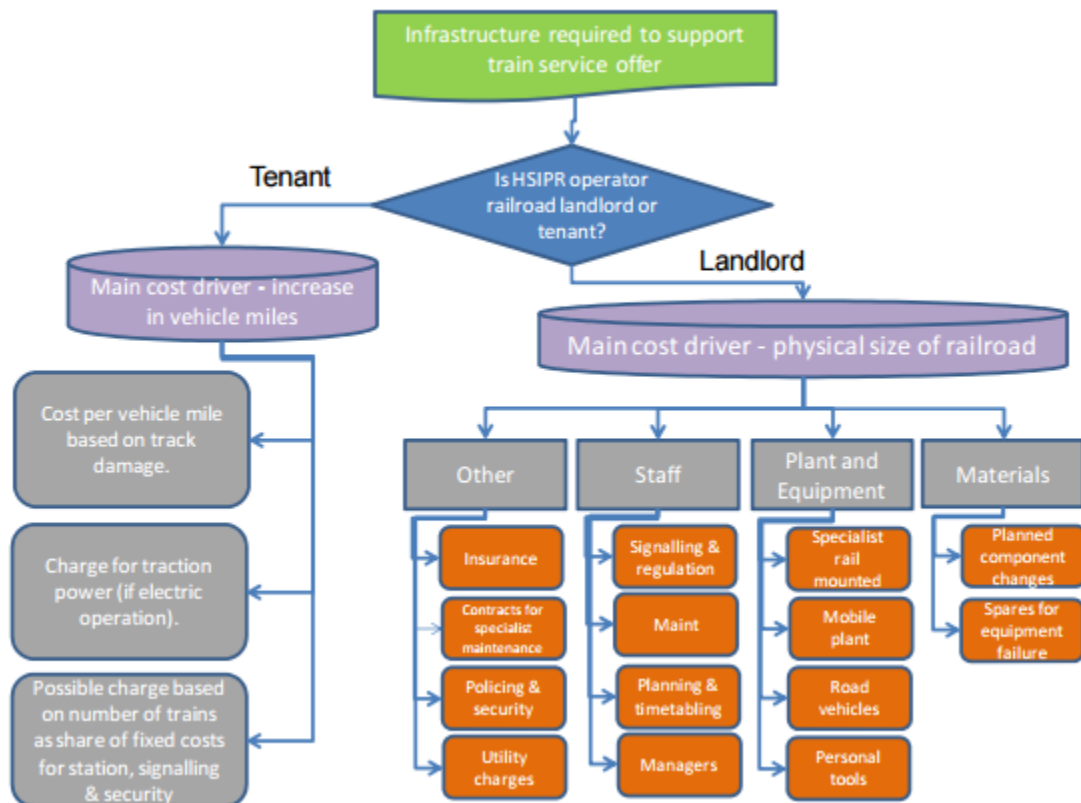 Infrastructure required to support
train service offer
Tenant
Is HSIPR operator
railroad landlord or
tenant?
Landlord
Main cost driver - increase
in vehicle miles
Main cost driver - physical size of railroad
Cost per vehicle mile
based on track
damage.
Charge for traction
power (if electric
operation).
Possible charge based
on number of trains
as share of fixed costs
for station, signalling
& security
Other
Insurance
Contracts for
specialist
maintenance
Policing &
security
Utility
charges
Staff
Signalling &
regulation
Maint
Planning &
timetabling
Managers
Plant and
Equipment
Specialist
rail
mounted
Mobile
plant
Road
vehicles
Personal
tools
Materials
Planned
component
changes
Spares for
equipment
failure